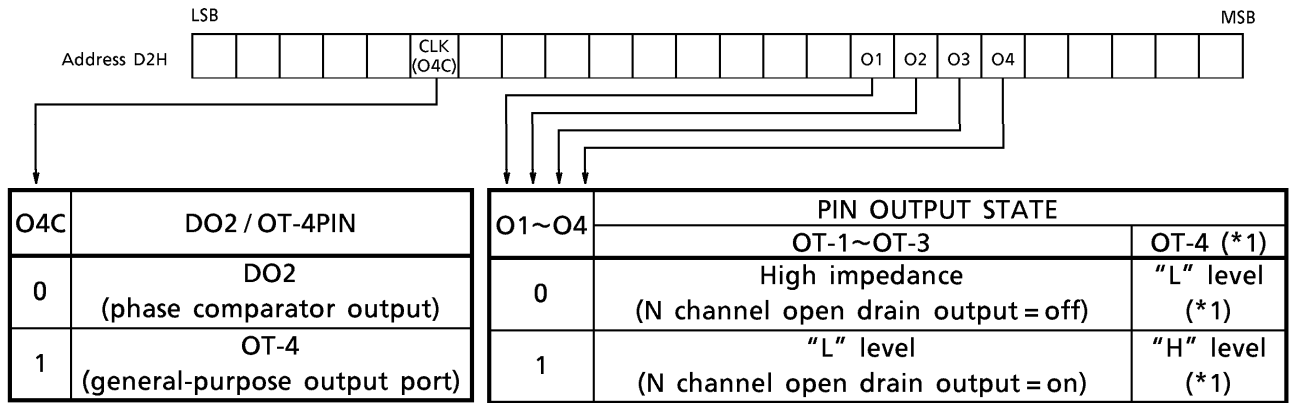 LSB MSB
Address D2H
CLK
(O4C) O1 O2 O3 O4
O4C DO2 / OT-4PIN
0 DO2
(phase comparator output)
1 OT-4
(general-purpose output port)
O1~O4 PIN OUTPUT STATE
OT-1~OT-3 OT-4 (*1)
0 High impedance
(N channel open drain output = off) "L" level
(*1)
1 "L" level
(N channel open drain output = on) "H" level
(*1)